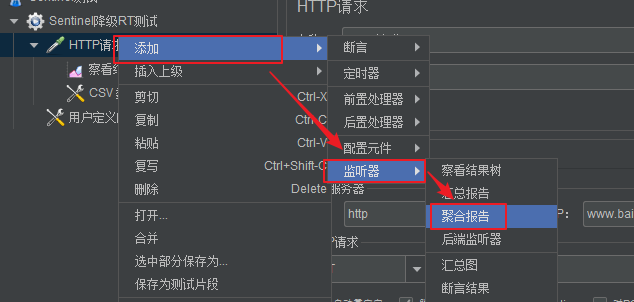 Sentinel降级RT测试
HTTP请求
HTTP请
察看结
CSV
用户定义
添加
插入上级
剪切 Ctrl-X
复制 Ctrl-C
粘贴 Ctrl-V
复写 Ctrl+Shift-C
删除 Delete
打开...
合并
选中部分保存为...
保存为测试片段
断言
定时器
前置处理器
后置处理器
配置元件
监听器
服务器
http
www.bai
HTTP请求
察看结果树
汇总报告
聚合报告
后端监听器
汇总图
断言结果